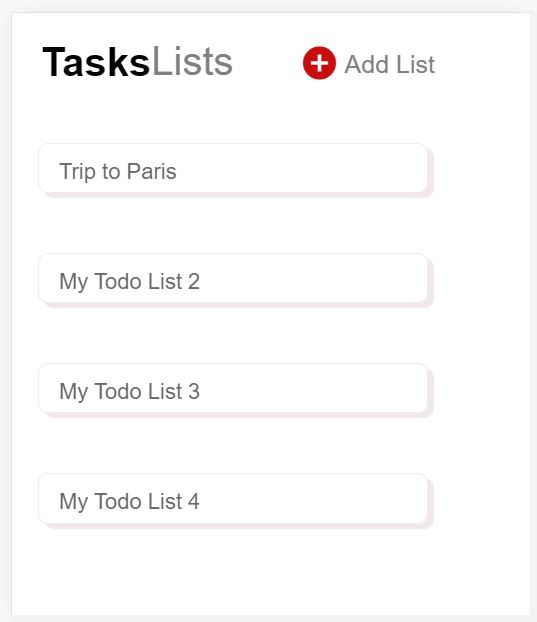 TasksLists
Add List
Trip to Paris
My Todo List 2
My Todo List 3
My Todo List 4